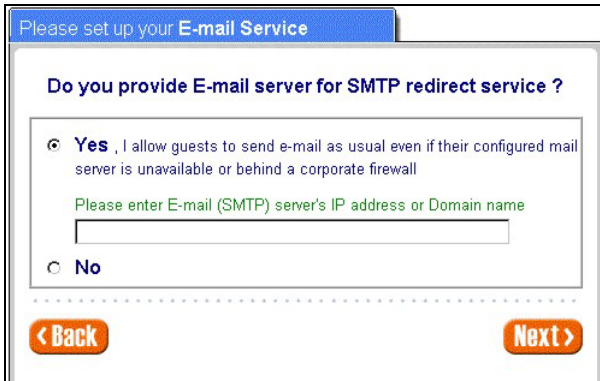 Please set up your E-mail Service
Do you provide E-mail server for SMTP redirect service ?
Yes , I allow guests to send e-mail as usual even if their configured mail
server is unavailable or behind a corporate firewall
Please enter E-mail (SMTP) server's IP address or Domain name
No
< Back
Next >